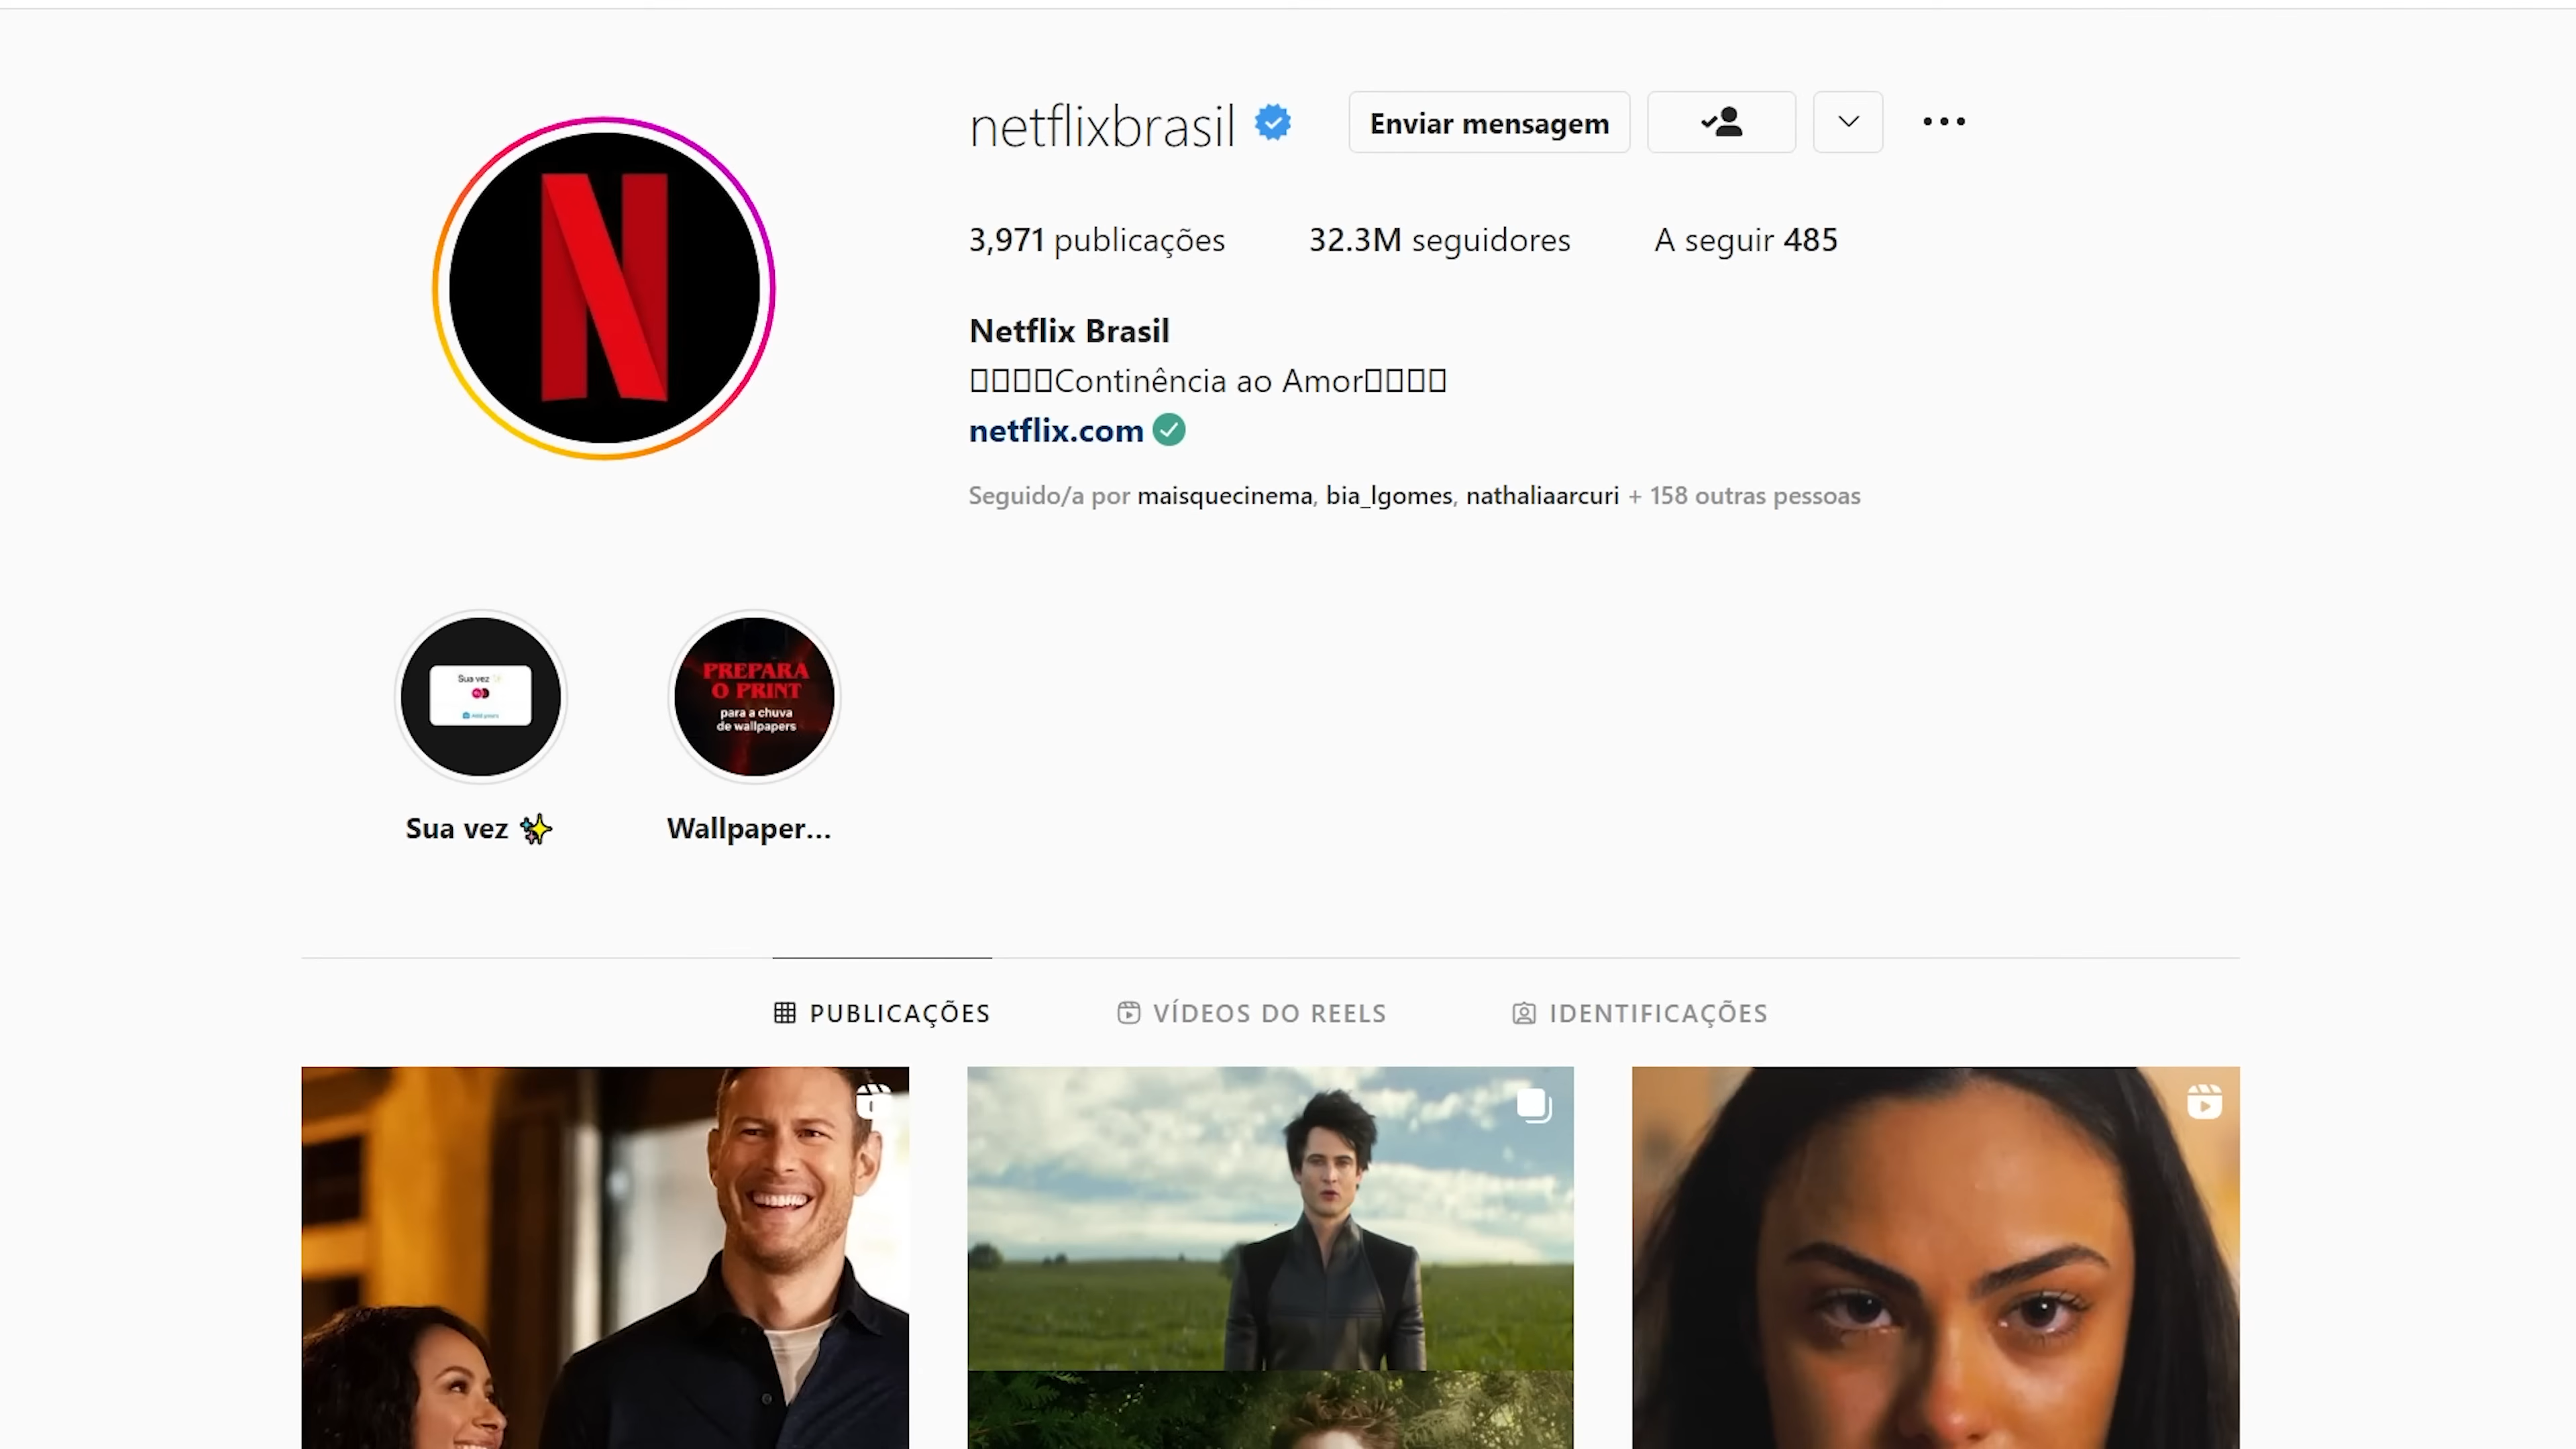 netflixbrasil
Enviar mensagem
3,971 publicações
32.3M seguidores
A seguir 485
Netflix Brasil
Continência ao Amor
netflix.com
Seguido/a por maisquecinema, bia_lgomes, nathaliaarcuri + 158 outras pessoas
Sua vez ✨
PREPARA
O PRINT
para a chuva
de wallpapers
Sua vez ✨
Wallpaper...
PUBLICAÇÕES
VÍDEOS DO REELS
IDENTIFICAÇÕES